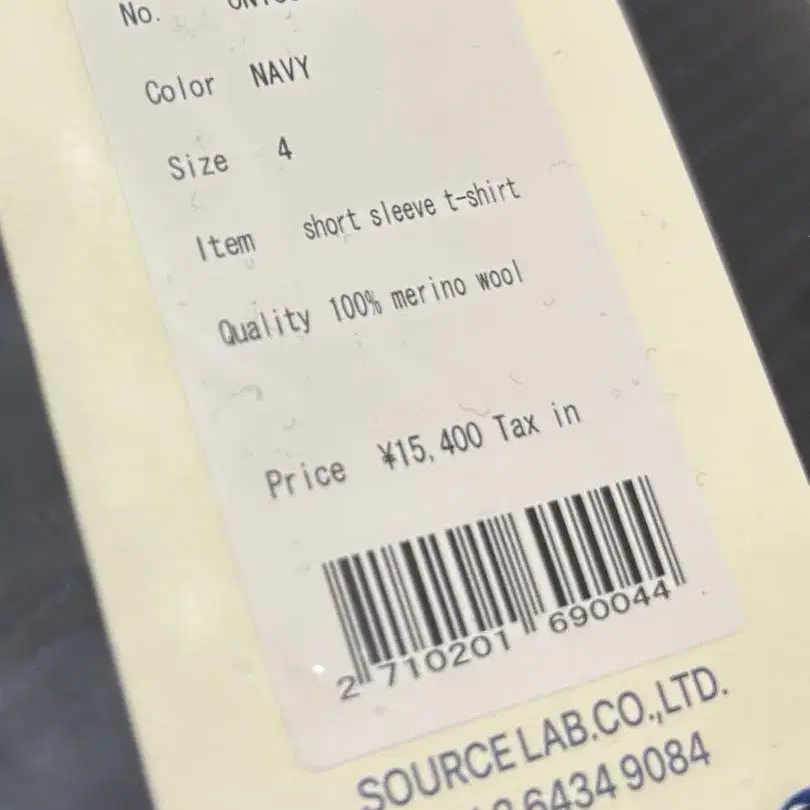 No.
Color NAVY
Size 4
Item short sleeve t-shirt
Quality 100% merino wool
Price ¥15,400 Tax in
2 710201 690044
SOURCE LAB.CO.,LTD.
6434 9084